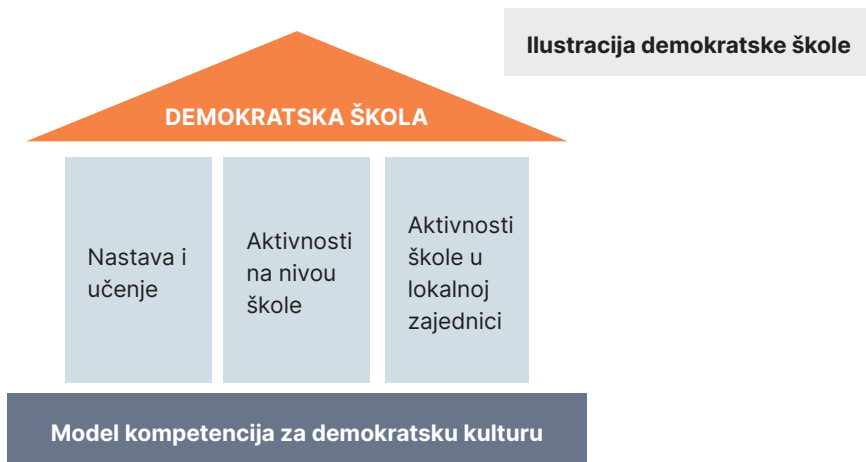 Ilustracija demokratske škole
DEMOKRATSKA ŠKOLA
Nastava i
učenje
Aktivnosti
na nivou
škole
Aktivnosti
škole u
lokalnoj
zajednici
Model kompetencija za demokratsku kulturu